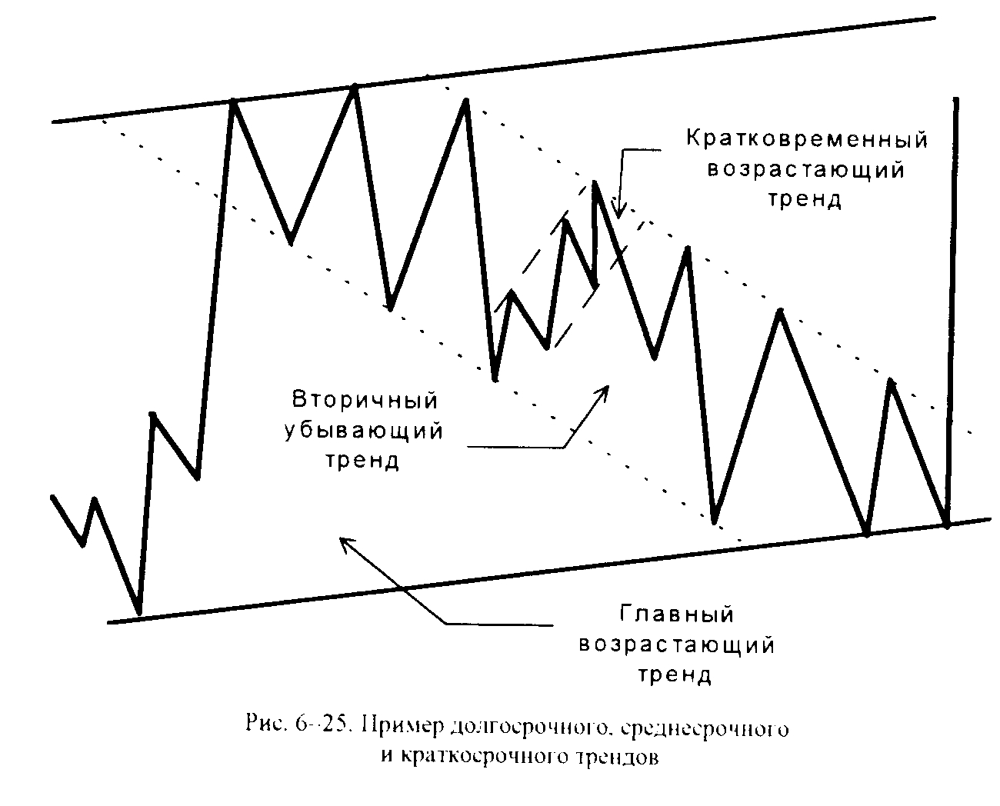 Кратковременный
возрастающий
тренд
Вторичный
убывающий
тренд
Главный
возрастающий
тренд
Рис. 6-25. Пример долгосрочного, среднесрочного
и краткосрочного трендов